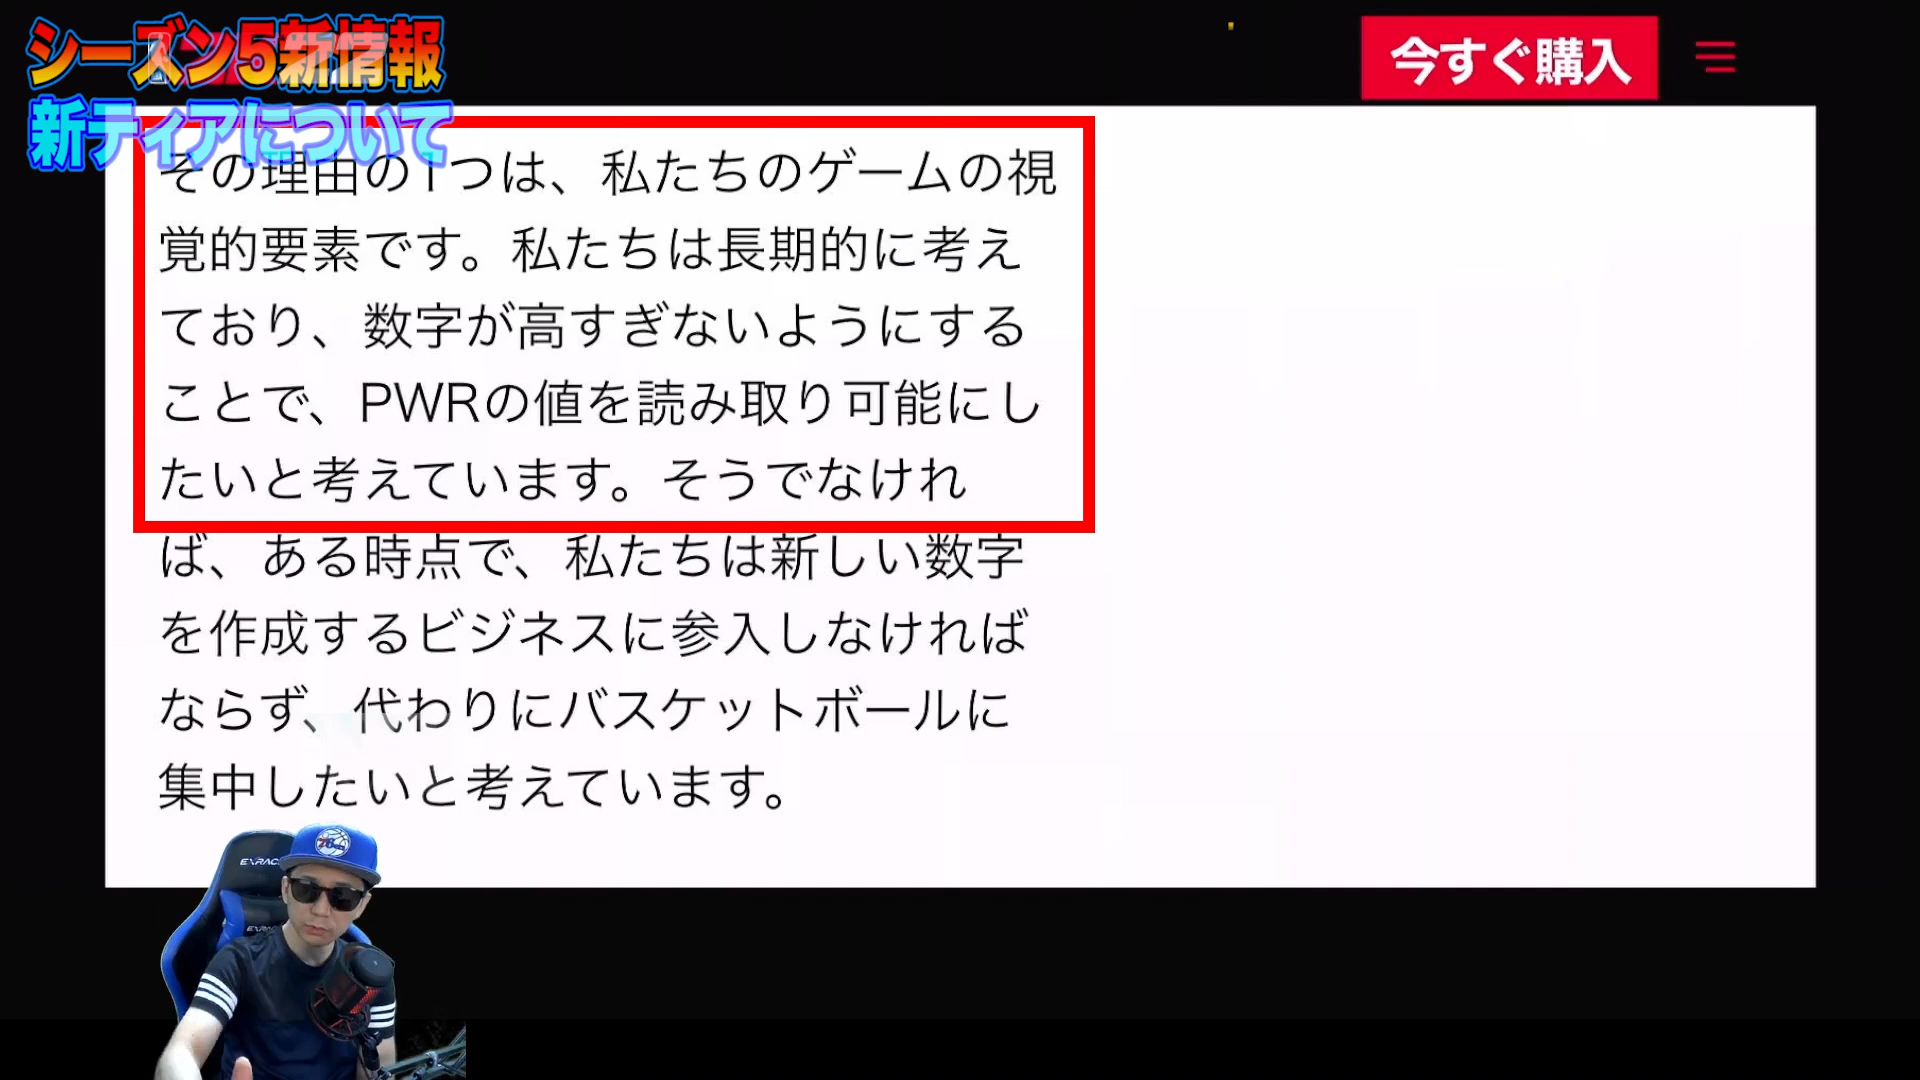 シーズン5新情報
新ティアについて
今すぐ購入
その理由の1つは、私たちのゲームの視
覚的要素です。私たちは長期的に考え
ており、数字が高すぎないようにする
ことで、PWRの値を読み取り可能にし
たいと考えています。そうでなけれ
ば、ある時点で、私たちは新しい数字
を作成するビジネスに参入しなければ
ならず、代わりにバスケットボールに
集中したいと考えています。